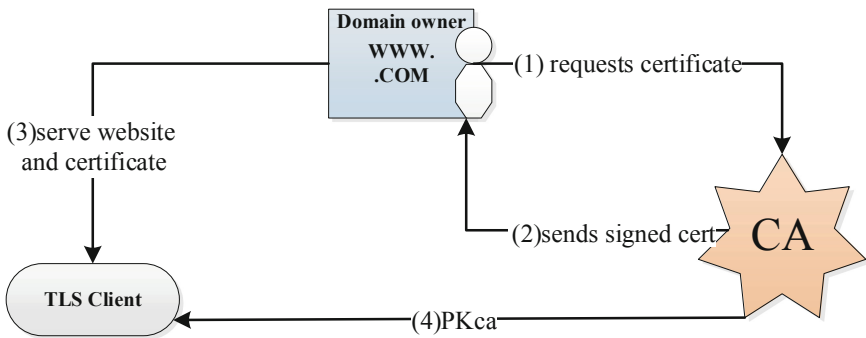 Domain owner
WWW.
.COM
(1) requests certificate
(3)serve website
and certificate
(2)sends signed cert
CA
TLS Client
(4)PKca